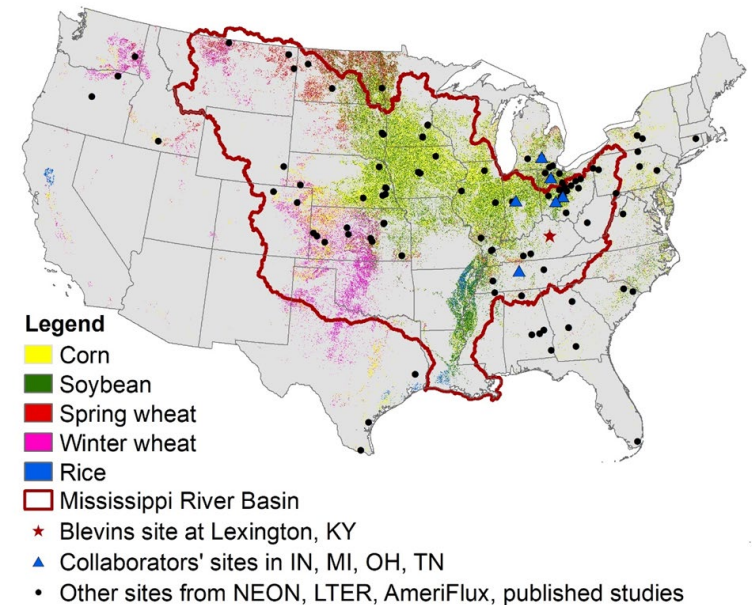 Legend
Corn
Soybean
Spring wheat
Winter wheat
Rice
Mississippi River Basin
Blevins site at Lexington, KY
Collaborators' sites in IN, MI, OH, TN
Other sites from NEON, LTER, AmeriFlux, published studies